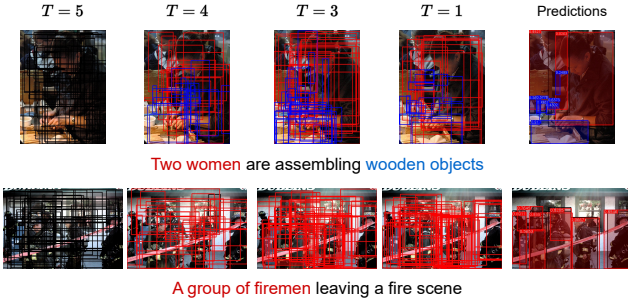 T = 5 T = 4 T = 3 T = 1 Predictions
Two women are assembling wooden objects
A group of firemen leaving a fire scene